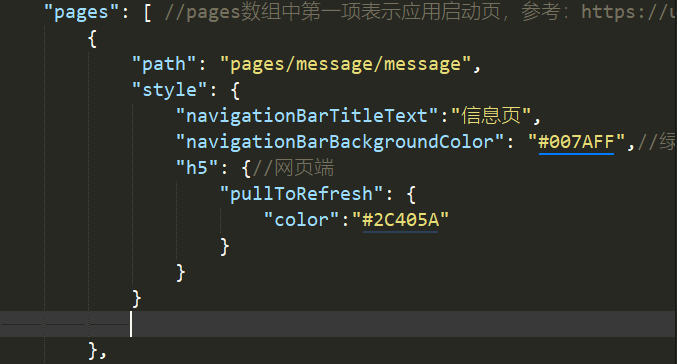 "pages": [ //pages数组中第一项表示应用启动页，参考：https://u
{
"path": "pages/message/message",
"style": {
"navigationBarTitleText":"信息页",
"navigationBarBackgroundColor": "#007AFF",//绿
"h5": {//网页端
"pullToRefresh": {
"color":"#2C405A"
}
}
}
},